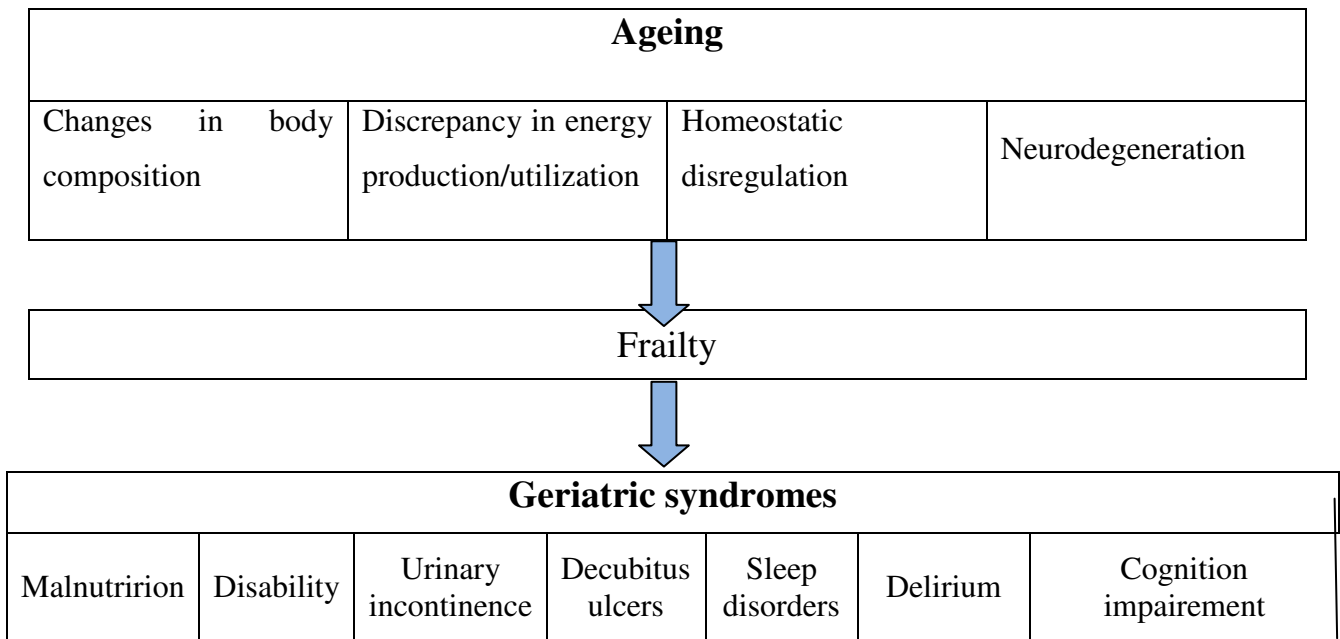 Ageing
Changes in body
composition
Discrepancy in energy
production/utilization
Homeostatic
disregulation
Neurodegeneration
Frailty
Geriatric syndromes
Malnutririon
Disability
Urinary
incontinence
Decubitus
ulcers
Sleep
disorders
Delirium
Cognition
impairement